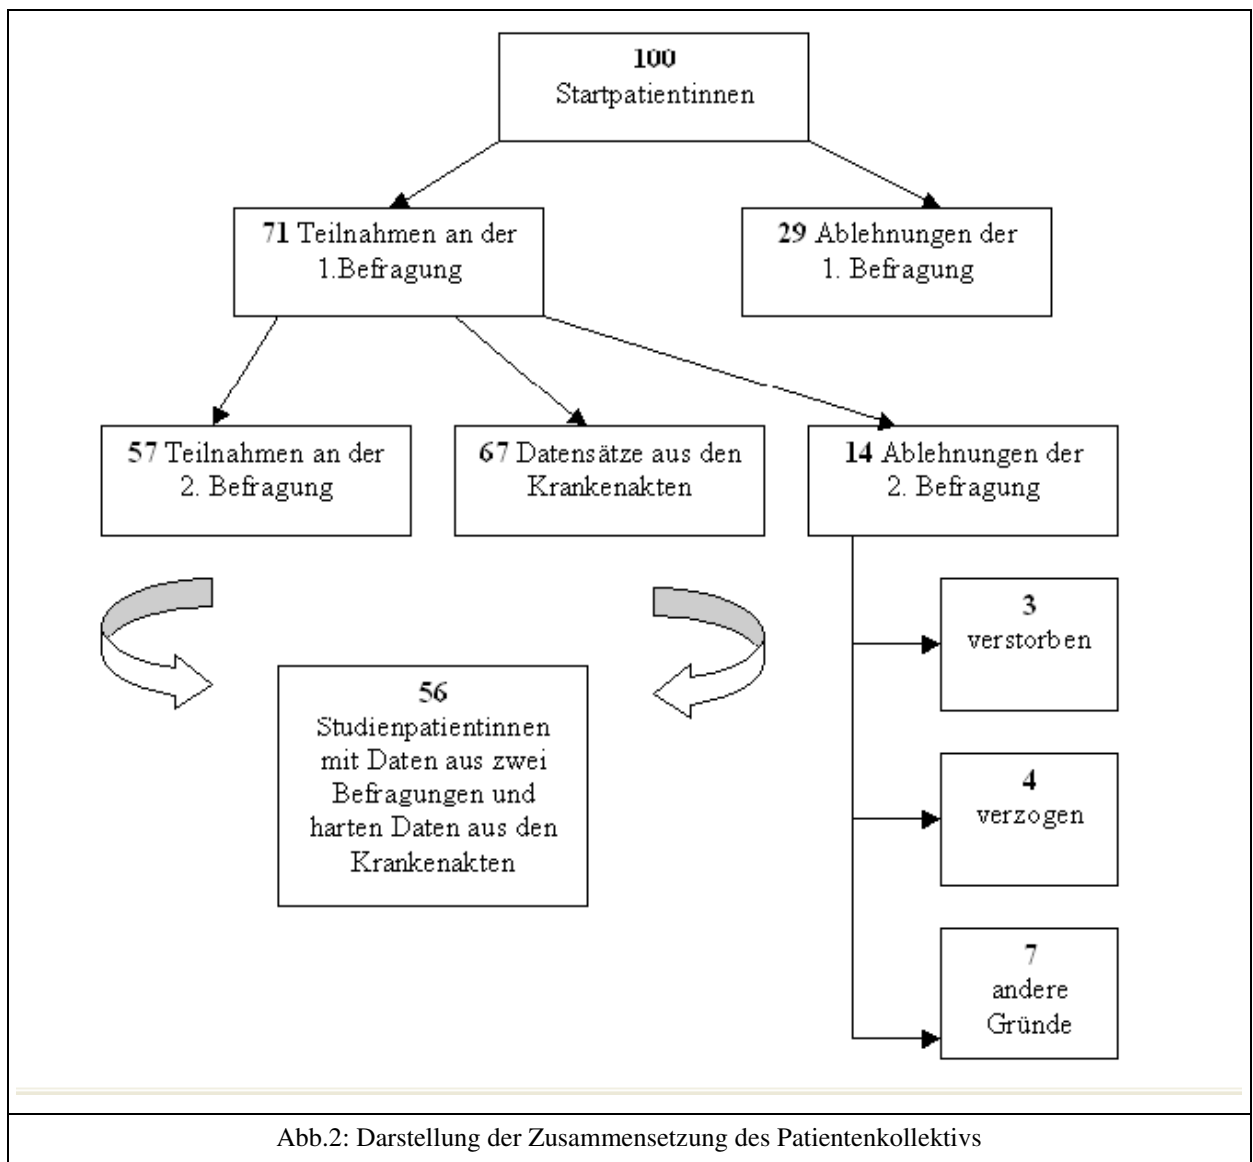 100
Startpatientinnen
71 Teilnahmen an der
1.Befragung
29 Ablehnungen der
1. Befragung
57 Teilnahmen an der
2. Befragung
67 Datensätze aus den
Krankenakten
14 Ablehnungen der
2. Befragung
3
verstorben
56
Studienpatientinnen
mit Daten aus zwei
Befragungen und
harten Daten aus den
Krankenakten
4
verzogen
7
andere
Gründe
Abb.2: Darstellung der Zusammensetzung des Patientenkollektivs